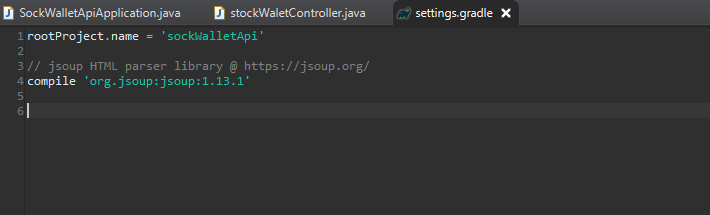 SockWalletApiApplication.java stockWaletController.java settings.gradle
1 rootProject.name = 'sockWalletApi'
2
3 // jsoup HTML parser library @ https://jsoup.org/
4 compile 'org.jsoup:jsoup:1.13.1'
5
6